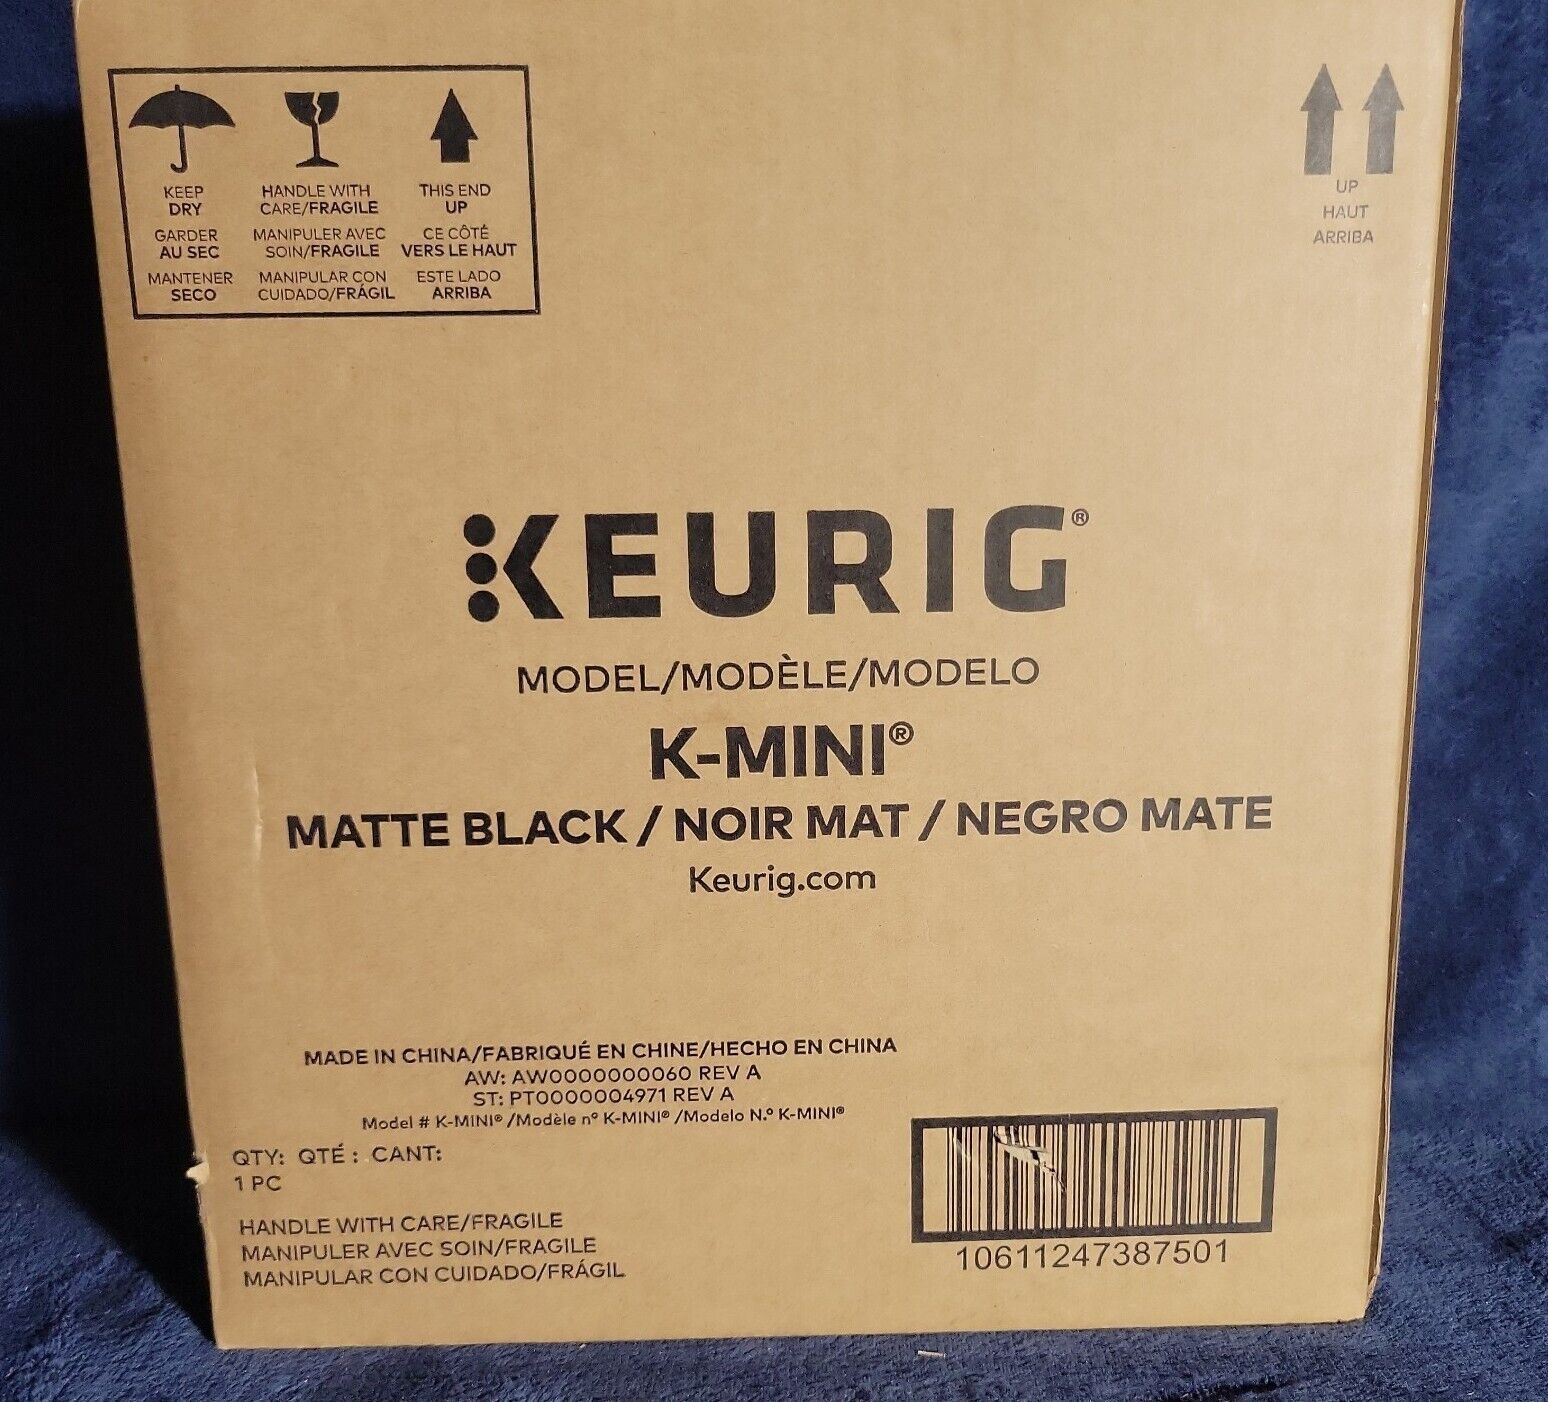 KEEP
DRY
GARDER
AU SEC
MANTENER
SECO
HANDLE WITH
CARE/FRAGILE
MANIPULER AVEC
SOIN/FRAGILE
MANIPULAR CON
CUIDADO/FRÁGIL
THIS END
UP
CE CÔTÉ
VERS LE HAUT
ESTE LADO
ARRIBA
UP
HAUT
ARRIBA
KEURIG®
MODEL/MODÈLE/MODELO
K-MINI®
MATTE BLACK / NOIR MAT / NEGRO MATE
Keurig.com
MADE IN CHINA/FABRIQUÉ EN CHINE/HECHO EN CHINA
AW: AW0000000060 REV A
ST: PT0000004971 REV A
Model # K-MINI® /Modèle nº K-MINI® /Modelo N.º K-MINI®
QTY: QTÉ : CANT:
1 PC
HANDLE WITH CARE/FRAGILE
MANIPULER AVEC SOIN/FRAGILE
MANIPULAR CON CUIDADO/FRÁGIL
10611247387501